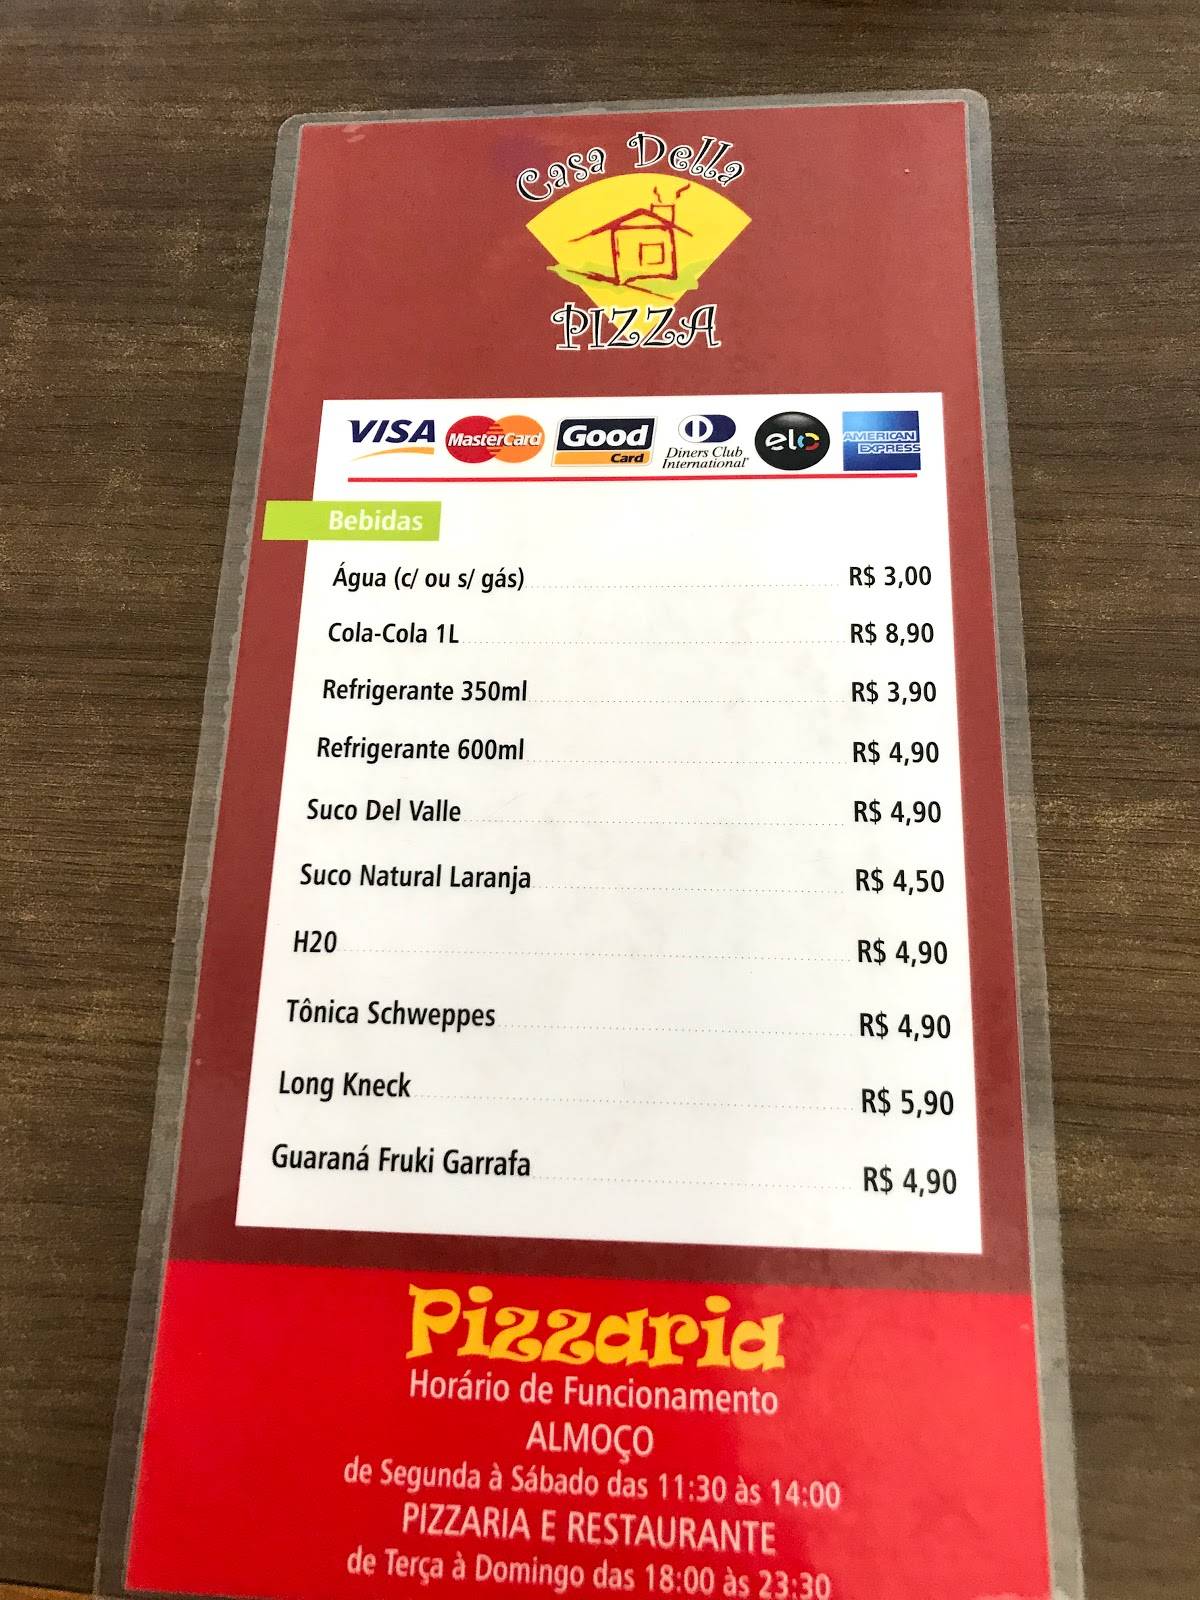 Casa Della
PIZZA
VISA MasterCard Good Card Diners Club International elo AMERICAN EXPRESS
Bebidas
Água (c/ ou s/ gás) R$ 3,00
Cola-Cola 1L R$ 8,90
Refrigerante 350ml R$ 3,90
Refrigerante 600ml R$ 4,90
Suco Del Valle R$ 4,90
Suco Natural Laranja R$ 4,50
H20 R$ 4,90
Tônica Schweppes R$ 4,90
Long Kneck R$ 5,90
Guaraná Fruki Garrafa R$ 4,90
Pizzaria
Horário de Funcionamento
ALMOÇO
de Segunda à Sábado das 11:30 às 14:00
PIZZARIA E RESTAURANTE
de Terça à Domingo das 18:00 às 23:30